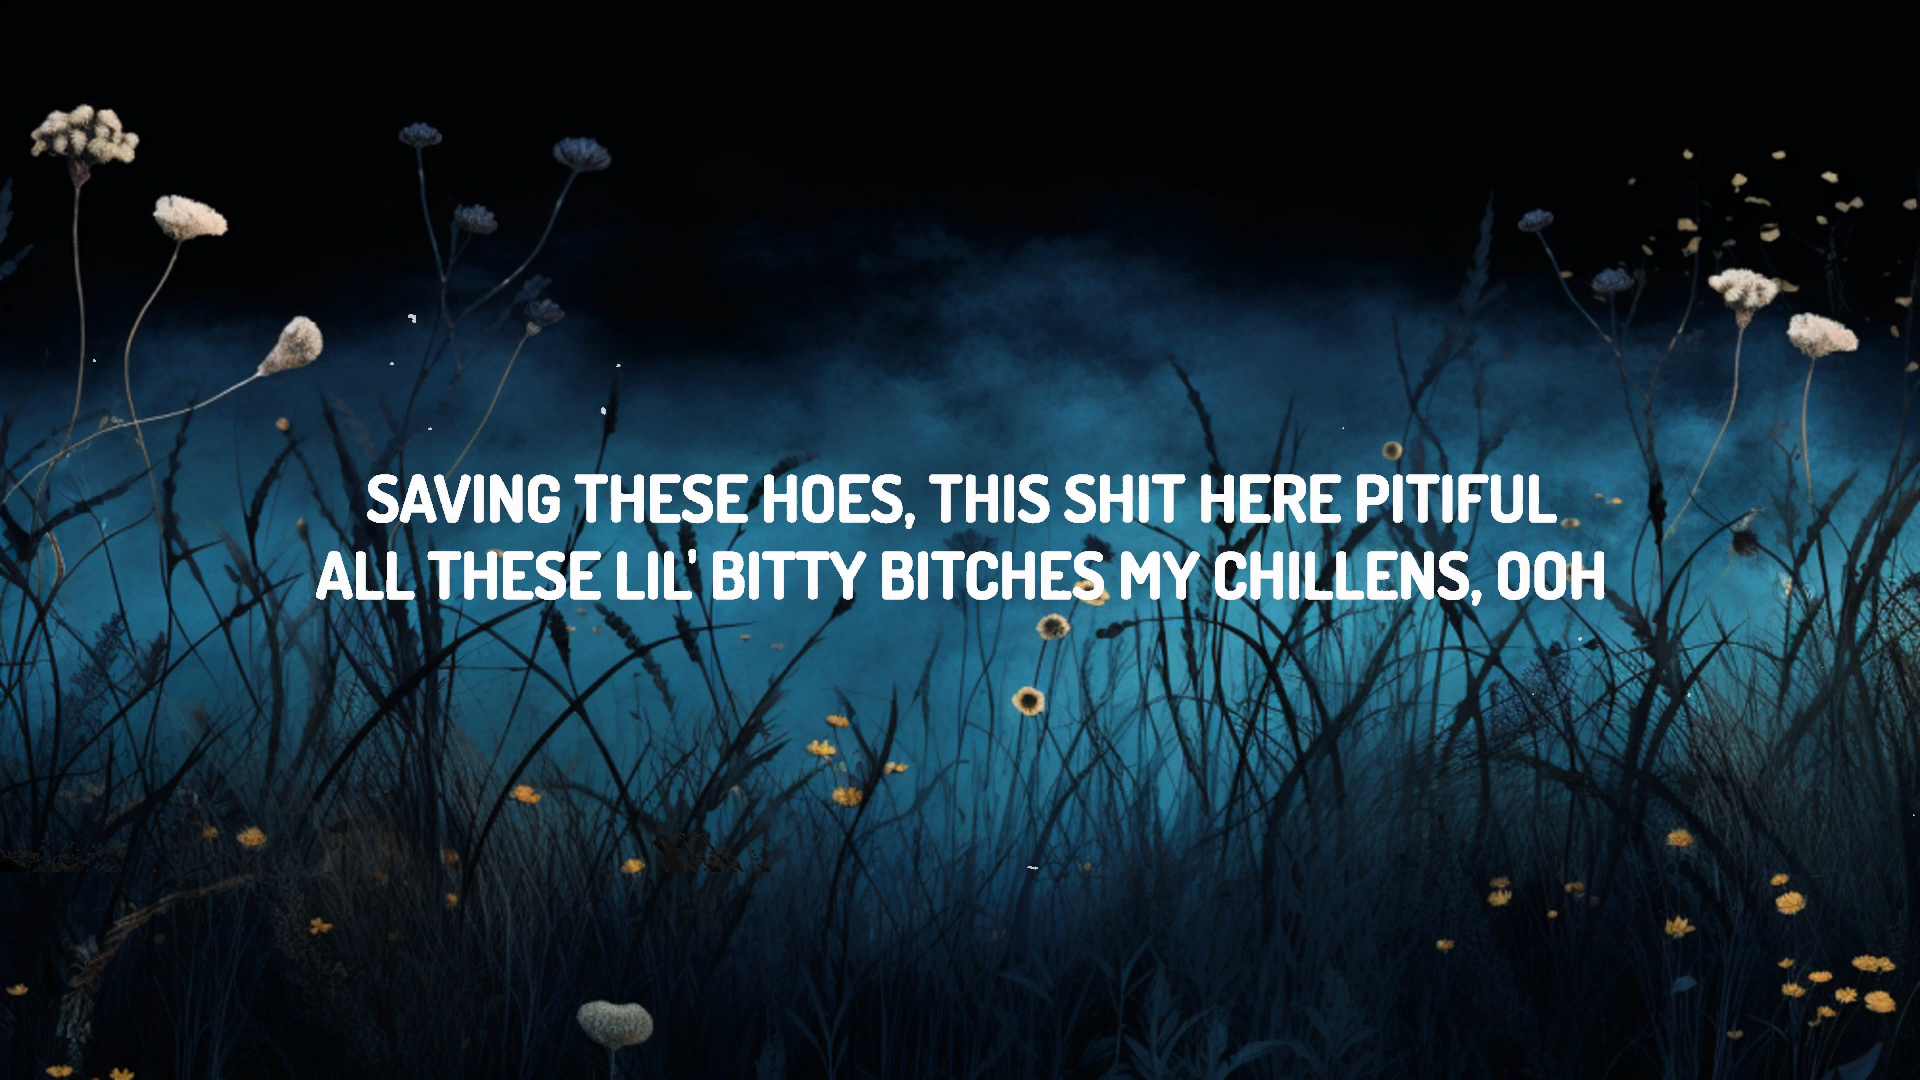 SAVING THESE HOES, THIS SHIT HERE PITIFUL
ALL THESE LIL' BITTY BITCHES MY CHILLENS, OOH